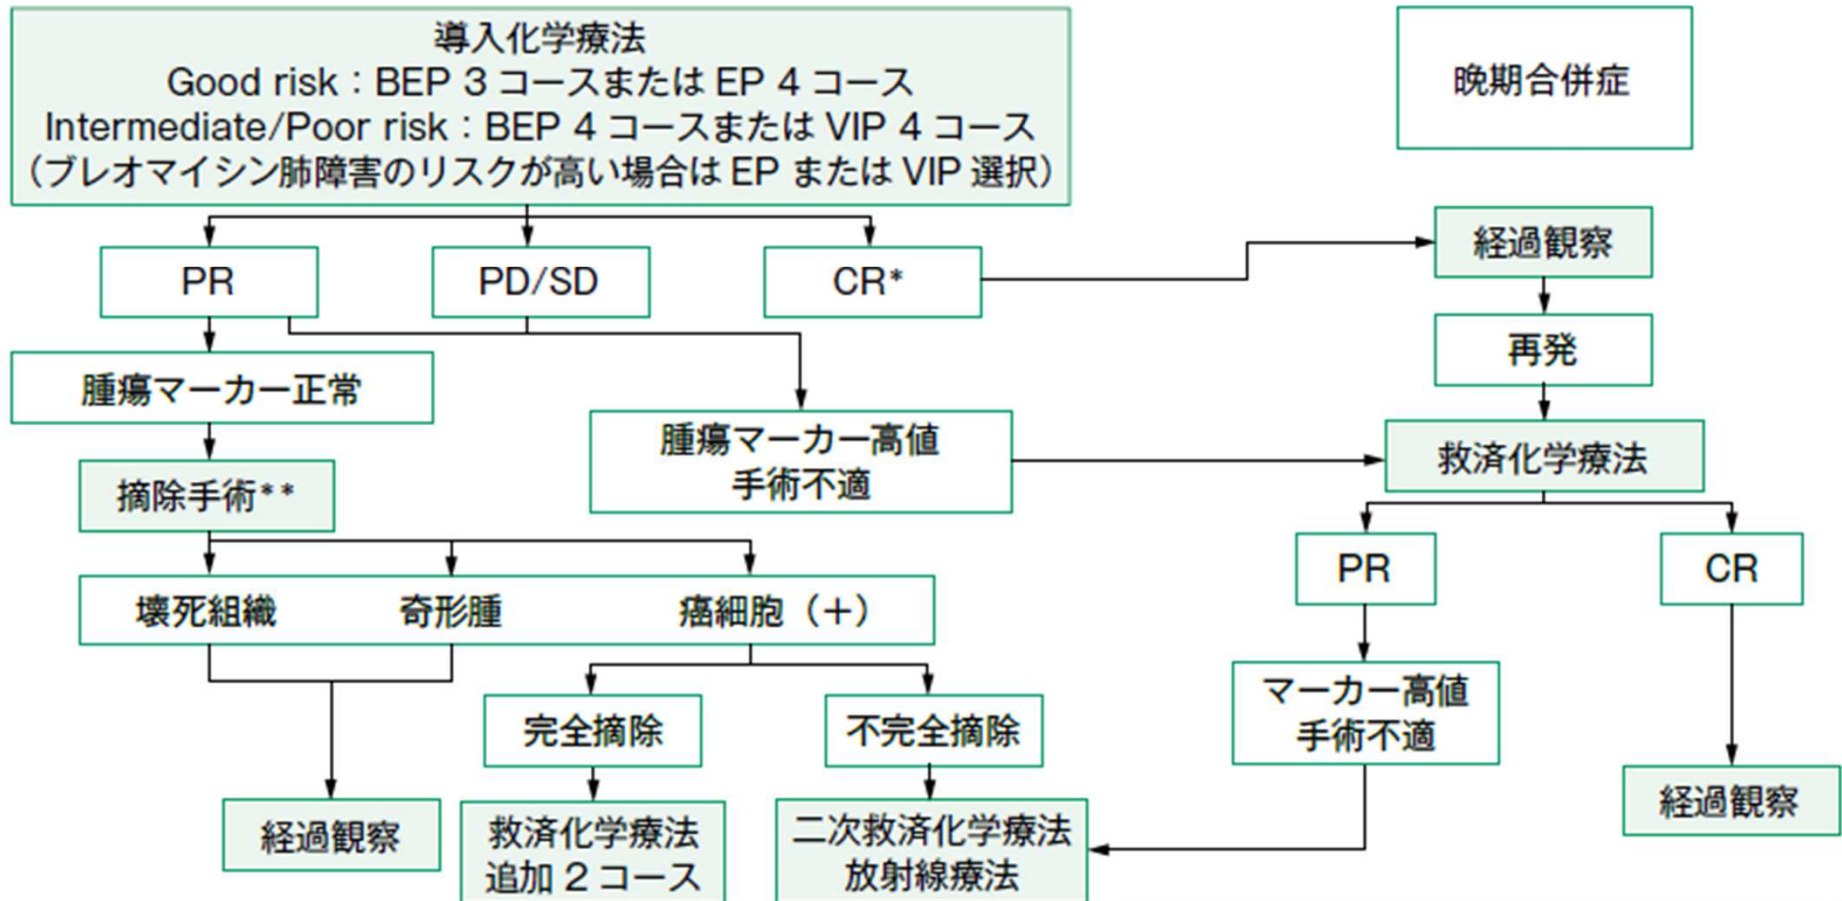 導入化学療法
Good risk：BEP 3 コースまたは EP 4 コース
Intermediate/Poor risk：BEP 4 コースまたは VIP 4 コース
（ブレオマイシン肺障害のリスクが高い場合は EP または VIP 選択）
晩期合併症
PR
PD/SD
CR*
経過観察
再発
腫瘍マーカー正常
腫瘍マーカー高値
手術不適
救済化学療法
摘除手術**
PR
CR
壊死組織
奇形腫
癌細胞（＋）
マーカー高値
手術不適
完全摘除
不完全摘除
経過観察
経過観察
救済化学療法
追加 2 コース
二次救済化学療法
放射線療法